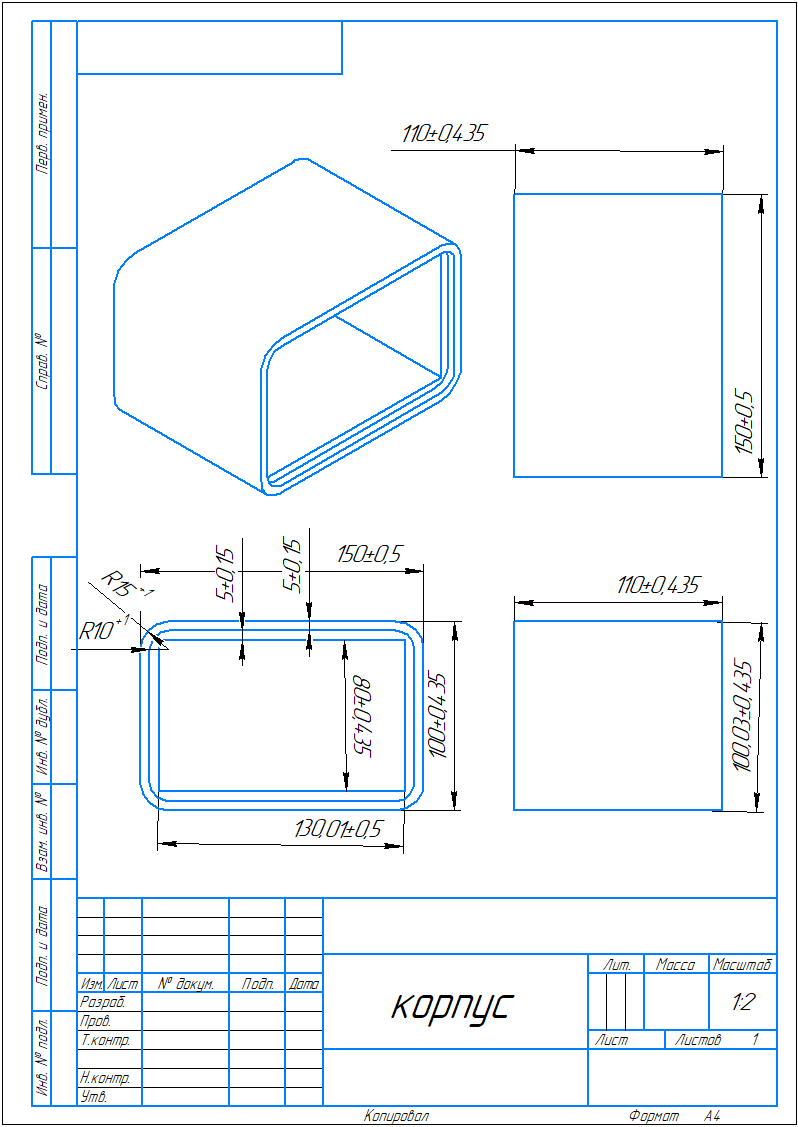 Перв. примен.
Справ. №
Подп. и дата
Инв. № дубл.
Взам. инв. №
Подп. и дата
Инв. № подл.
110±0,435
150±0,5
150±0,5
5±0,15
5±0,15
R15+1
R10+1
80±0,435
100±0,435
130,01±0,5
110±0,435
100,03±0,435
Изм. Лист № докум. Подп. Дата
Разраб.
Пров.
Т.контр.
Н.контр.
Утв.
корпус
Лит. Масса Масштаб
1:2
Лист Листов 1
Копировал Формат А4